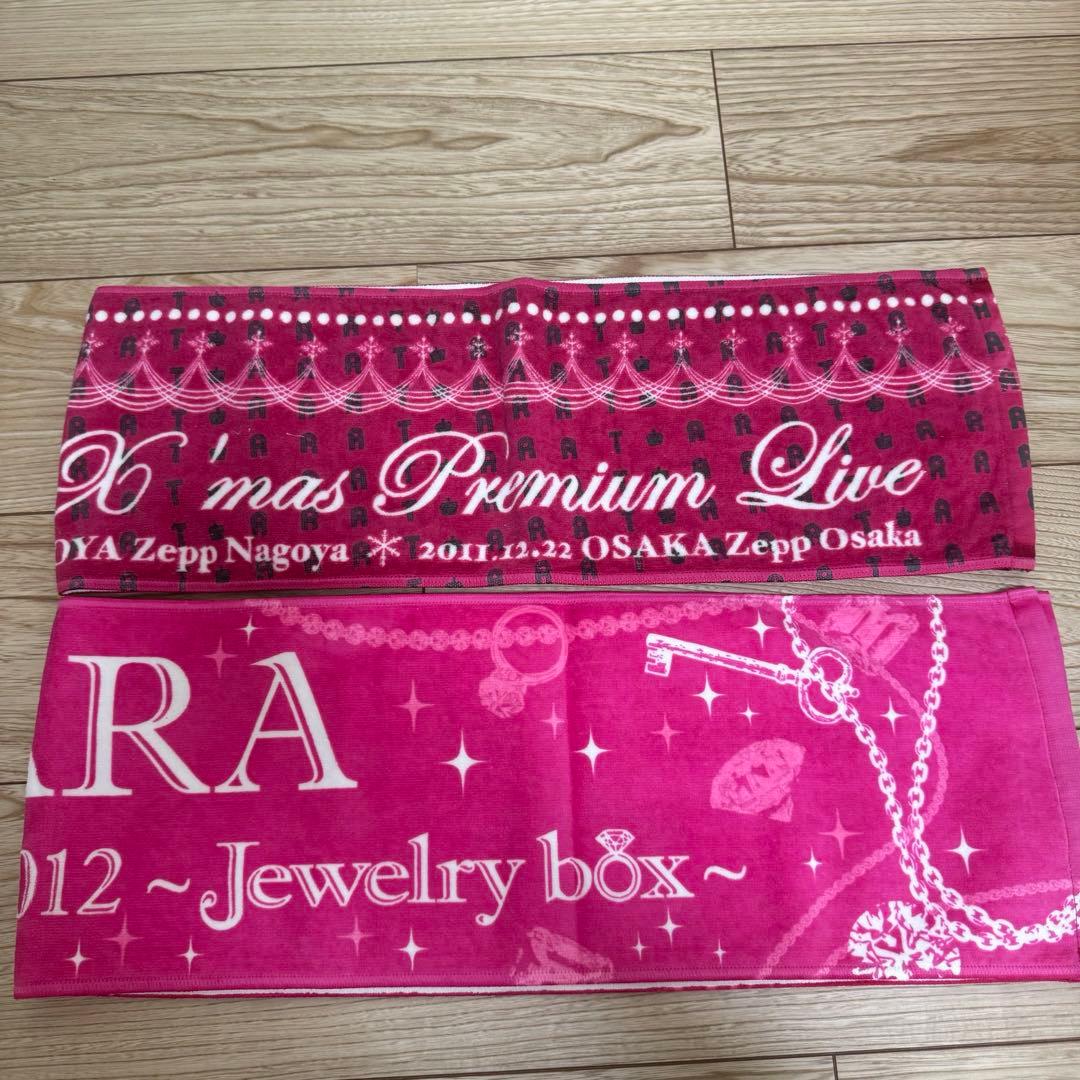 X'mas Premium Live
OYA Zepp Nagoya * 2011.12.22 OSAKA Zepp Osaka
ARA
012 ~Jewelry box~